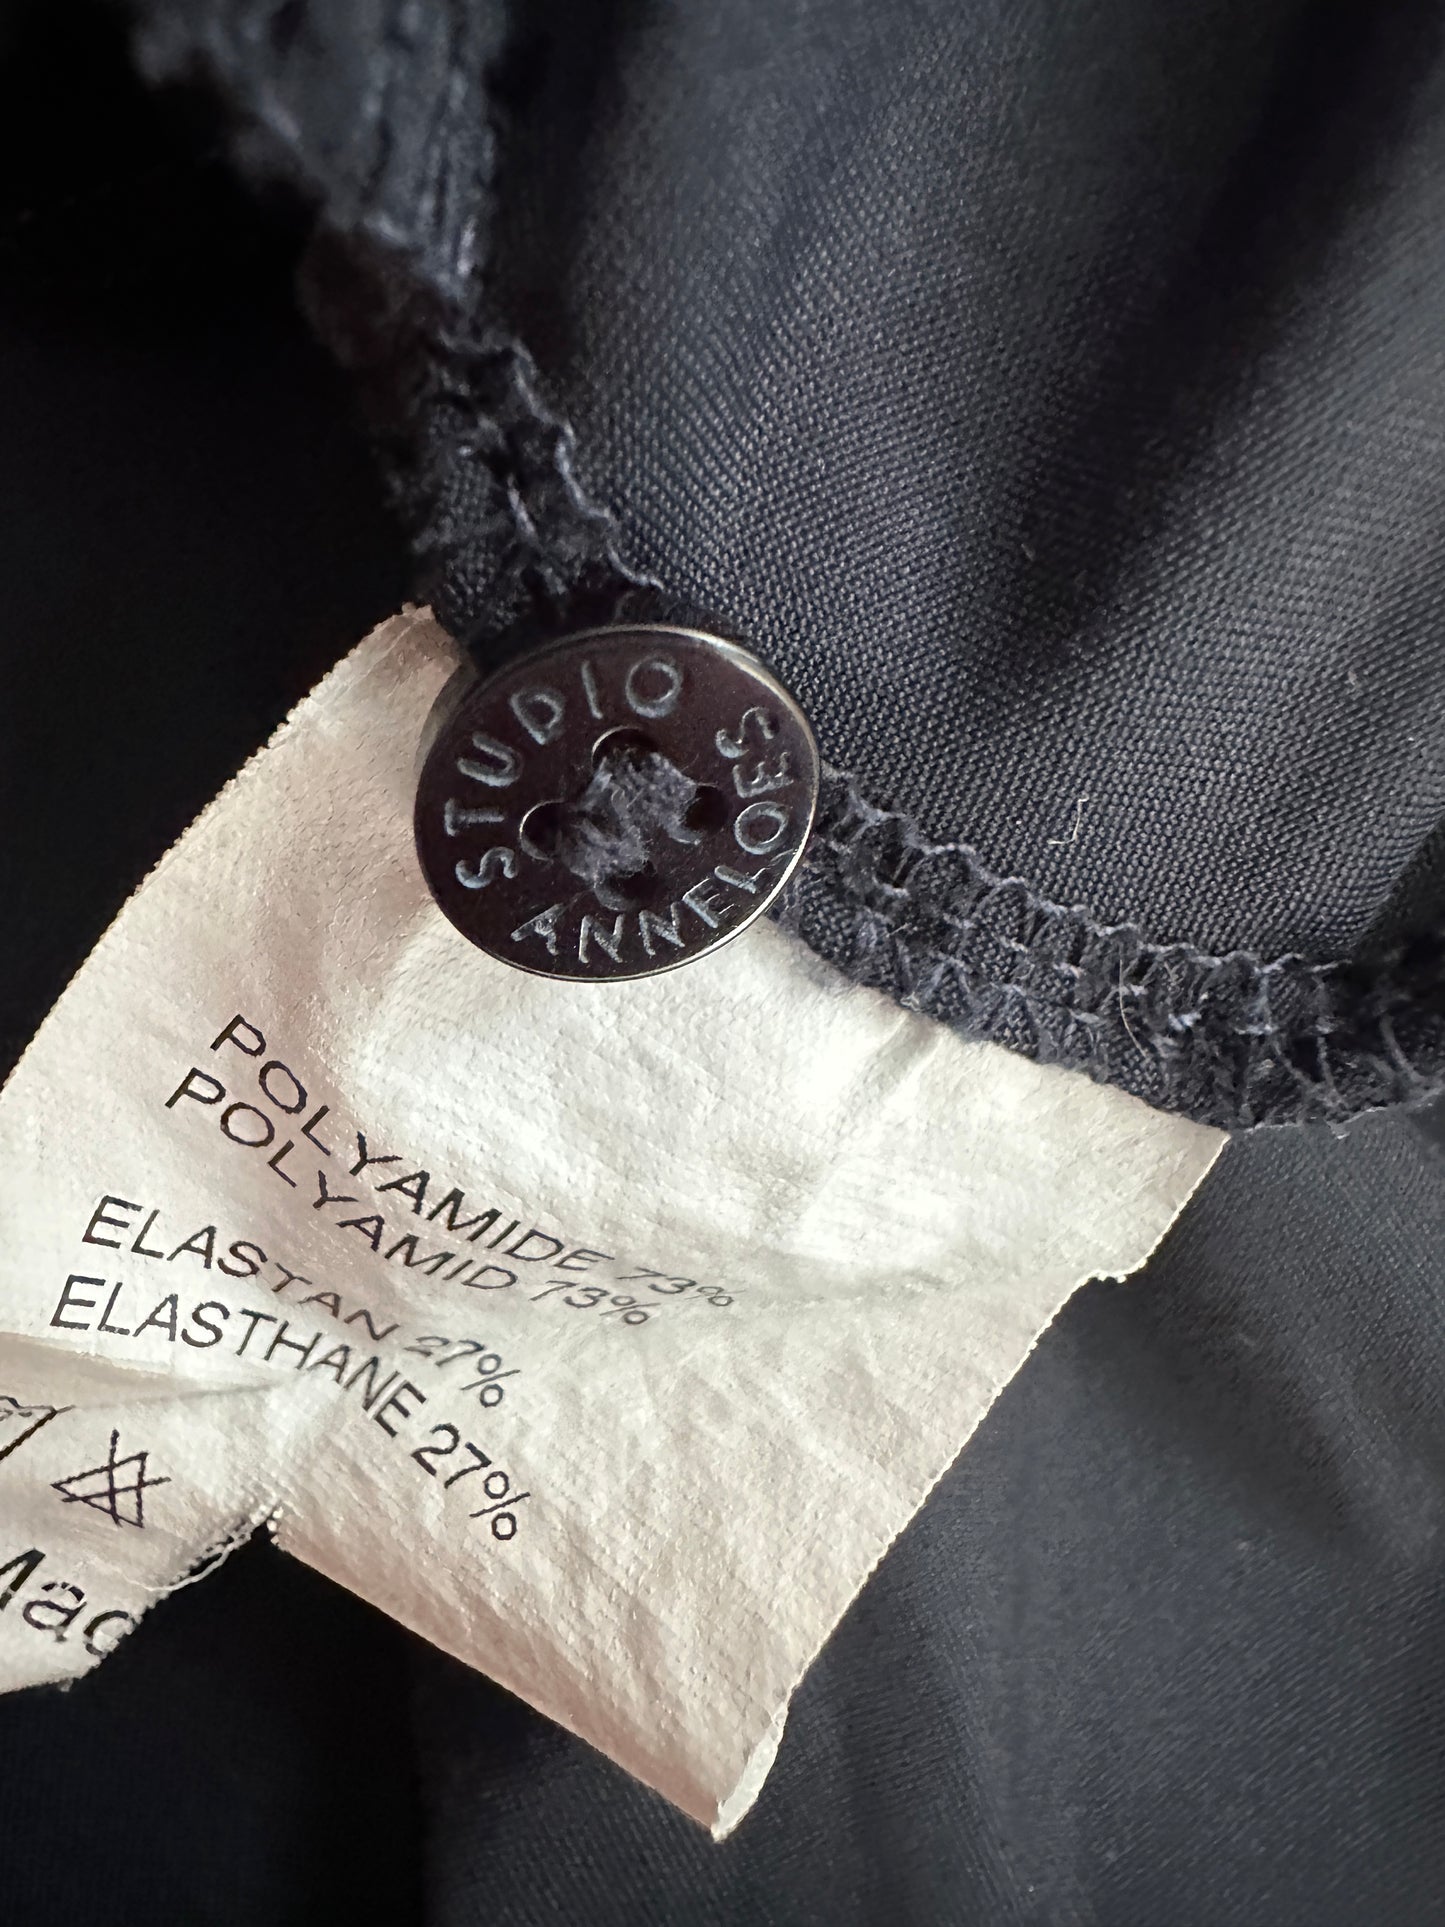 STUDIO
ANNELOES
POLYAMIDE 73%
POLYAMID 73%
ELASTAN 27%
ELASTHANE 27%